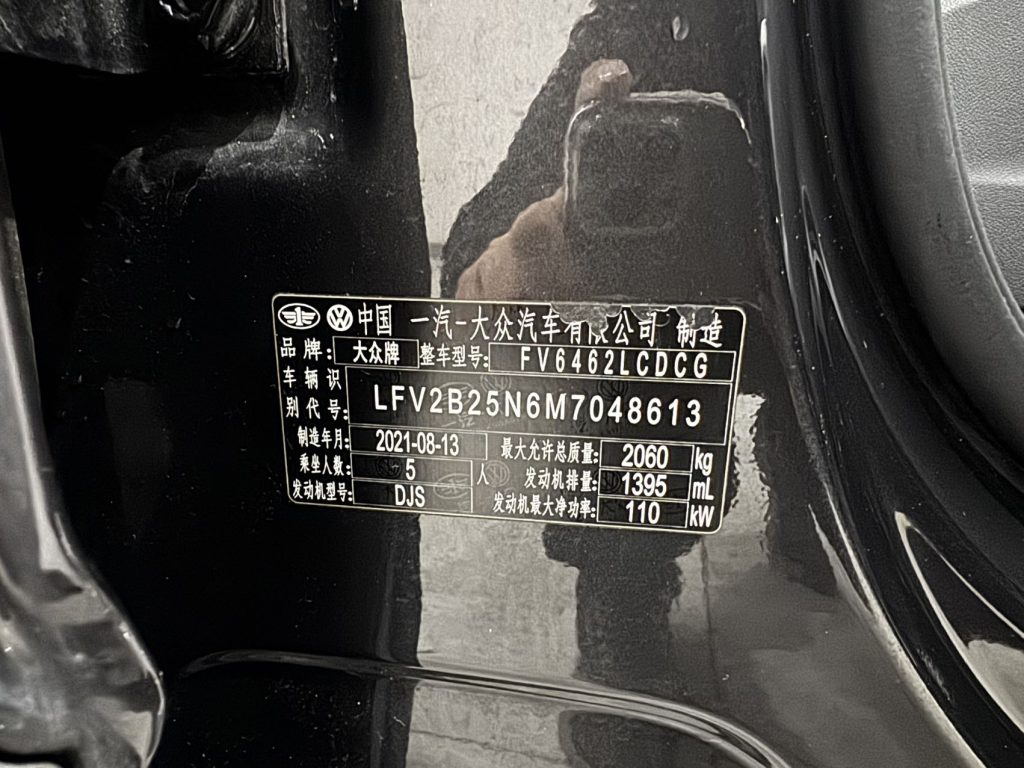 中国 一汽-大众汽车有限公司 制造
品牌: 大众牌 整车型号: FV6462LCDCG
车辆识别代号: LFV2B25N6M7048613
制造年月: 2021-08-13 最大允许总质量: 2060 kg
乘坐人数: 5 人 发动机排量: 1395 mL
发动机型号: DJS 发动机最大净功率: 110 kW